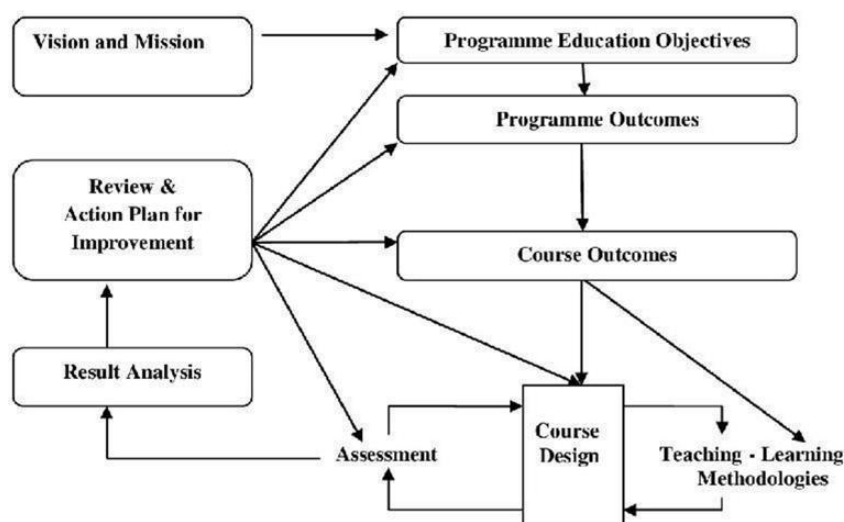 Vision and Mission
Programme Education Objectives
Programme Outcomes
Review &
Action Plan for
Improvement
Course Outcomes
Result Analysis
Assessment
Course
Design
Teaching - Learning
Methodologies